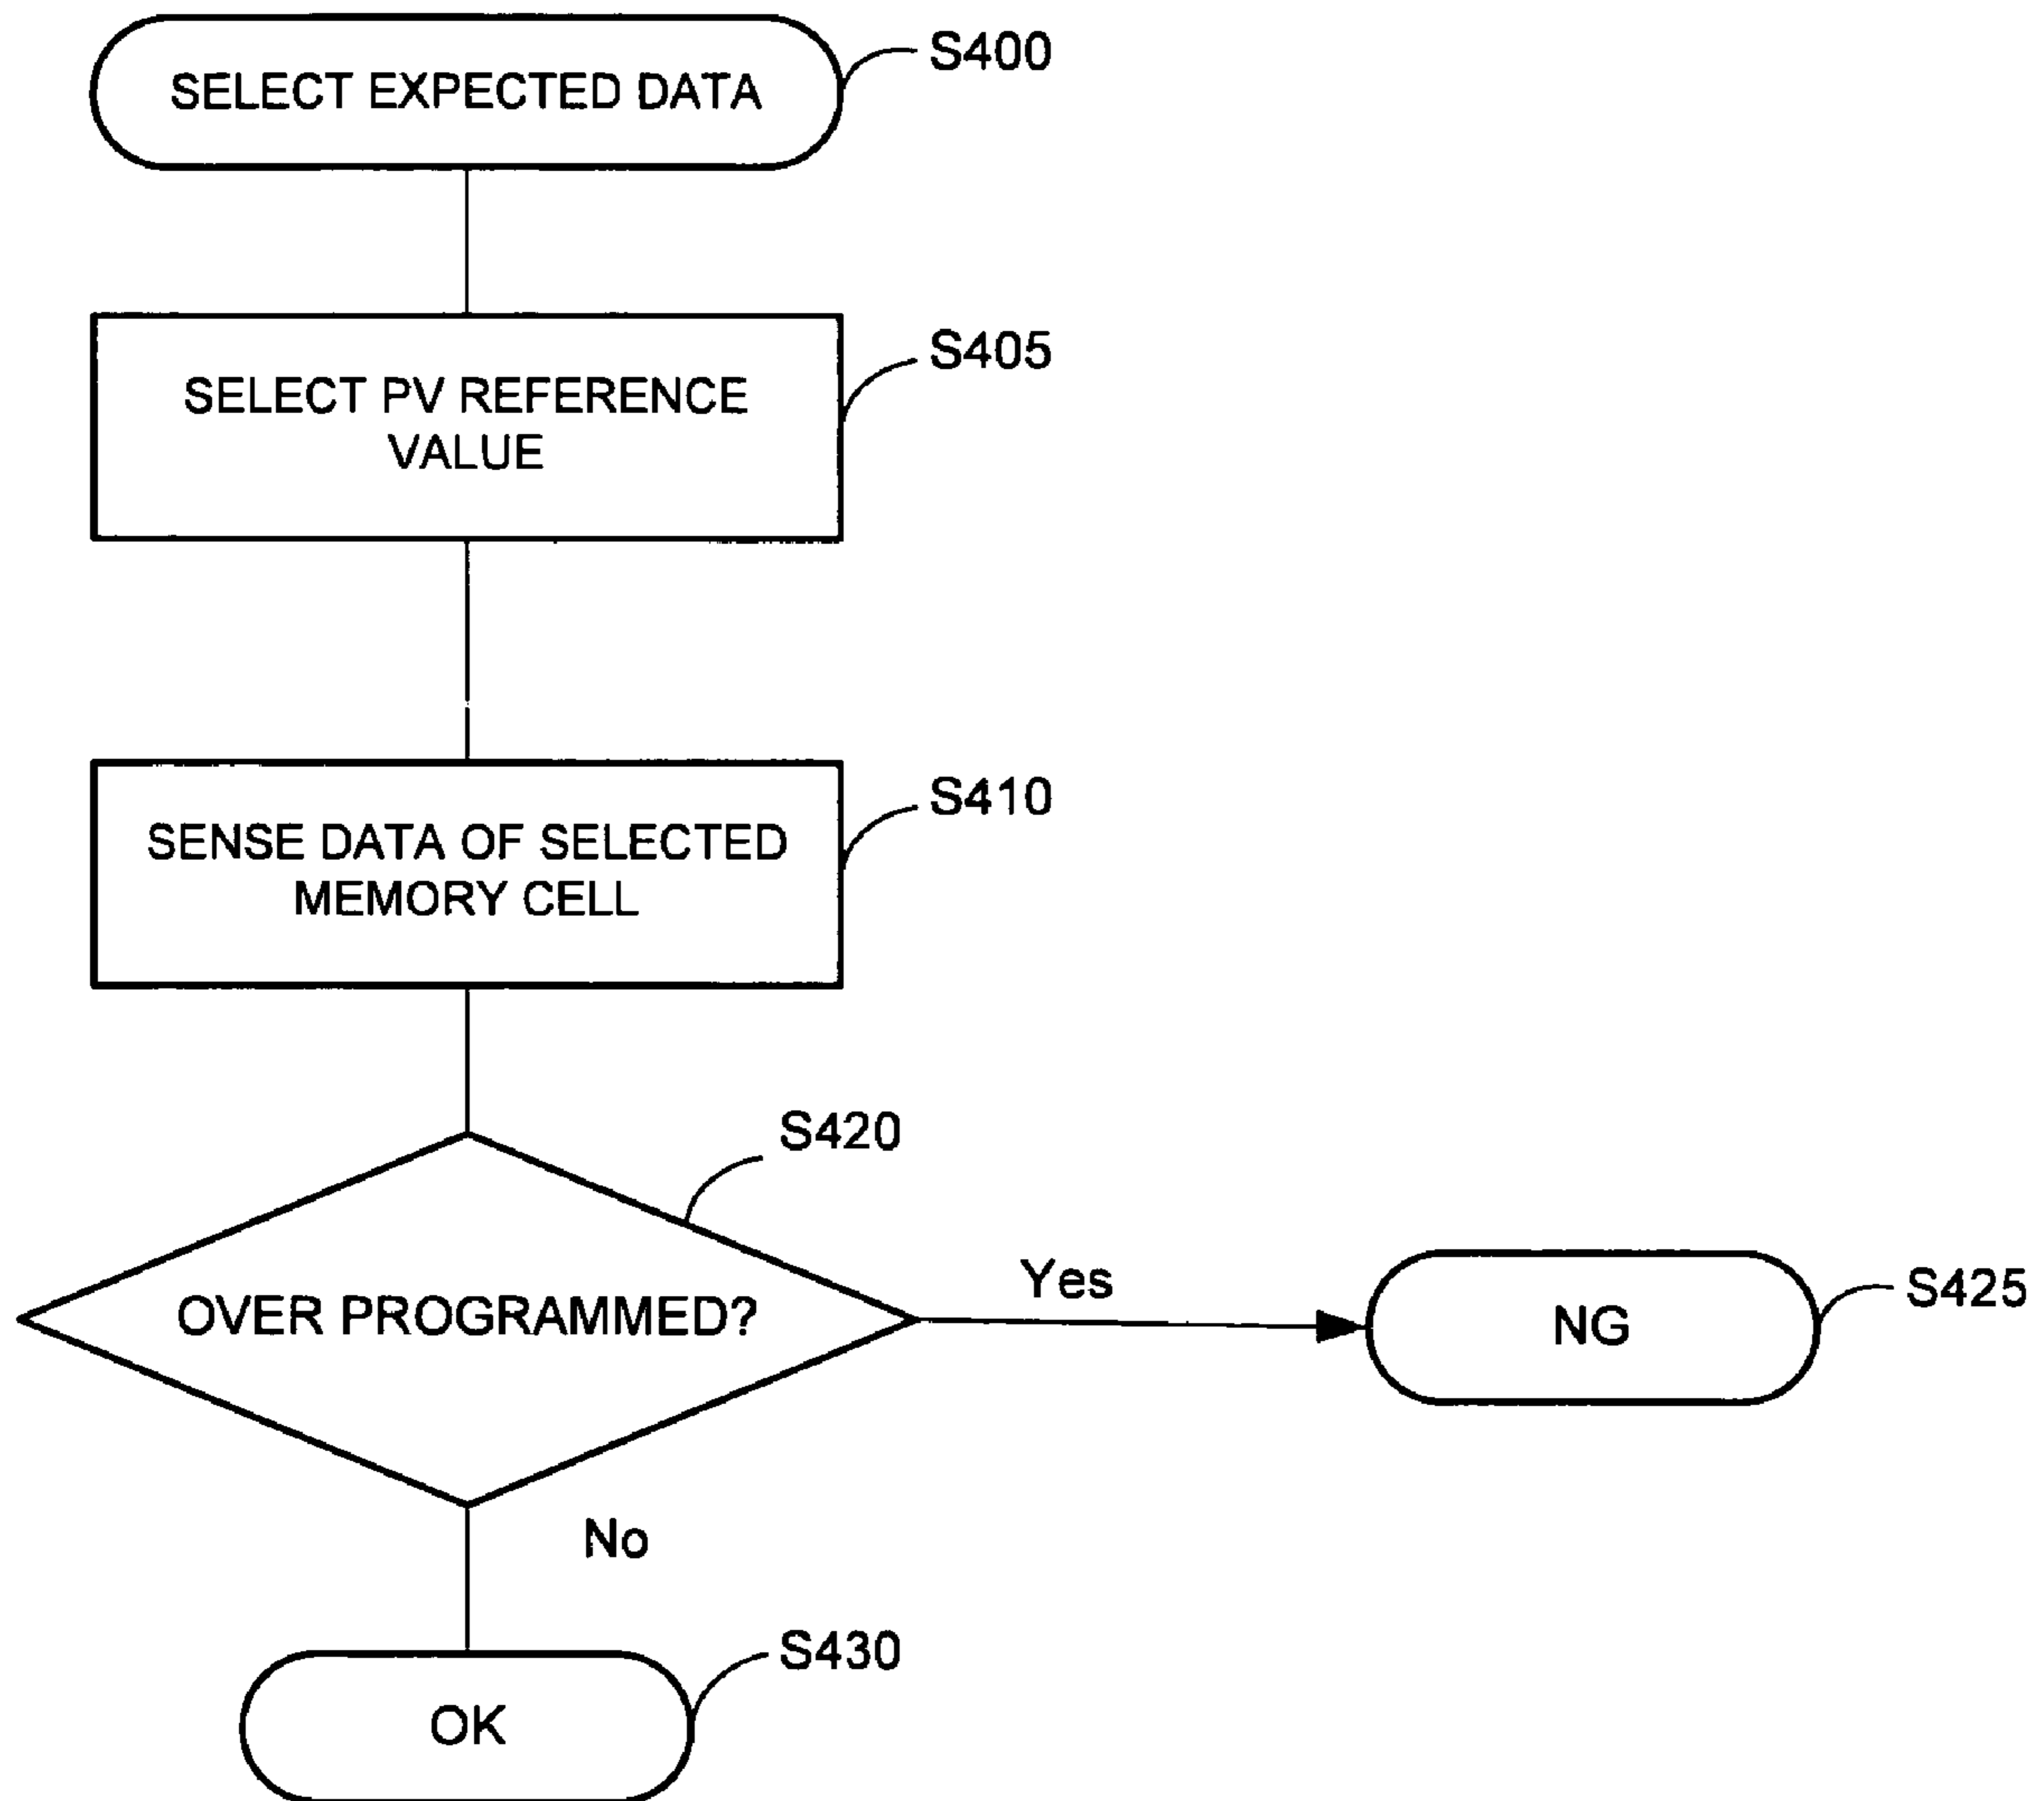 SELECT EXPECTED DATA
S400
SELECT PV REFERENCE
VALUE
S405
SENSE DATA OF SELECTED
MEMORY CELL
S410
OVER PROGRAMMED?
S420
Yes
NG
S425
No
OK
S430